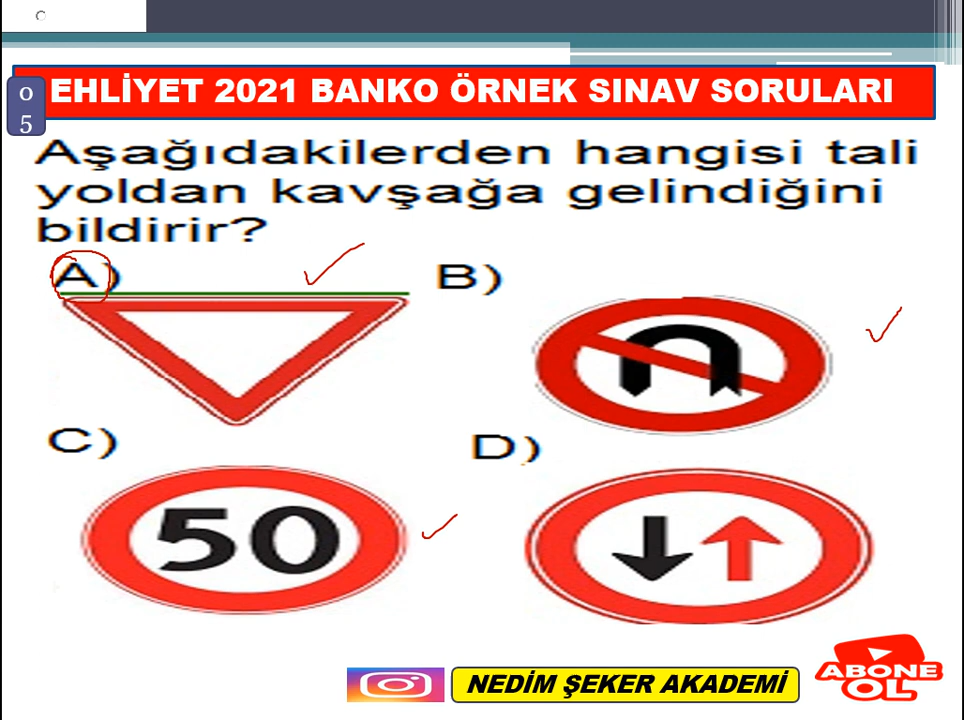 EHLİYET 2021 BANKO ÖRNEK SINAV SORULARI
0
5
Aşağıdakilerden hangisi tali
yoldan kavşağa gelindiğini
bildirir?
A)
B)
C)
D)
50
NEDİM ŞEKER AKADEMİ
ABONE
OL